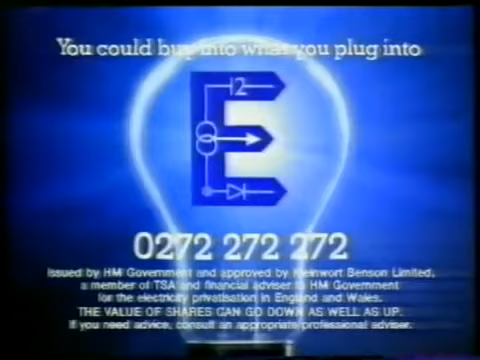 You could buy into what you plug into
12
E
0272 272 272
Issued by HM Government and approved by Kleinwort Benson Limited,
a member of TSA and financial adviser to HM Government
for the electricity privatisation in England and Wales.
THE VALUE OF SHARES CAN GO DOWN AS WELL AS UP.
If you need advice, consult an appropriate professional adviser.